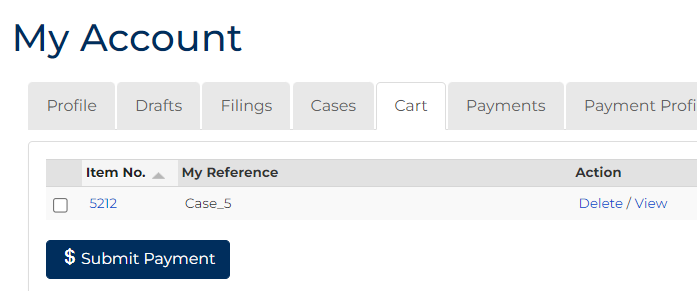 My Account
Profile Drafts Filings Cases Cart Payments Payment Profi
Item No. My Reference Action
5212 Case_5 Delete / View
$ Submit Payment